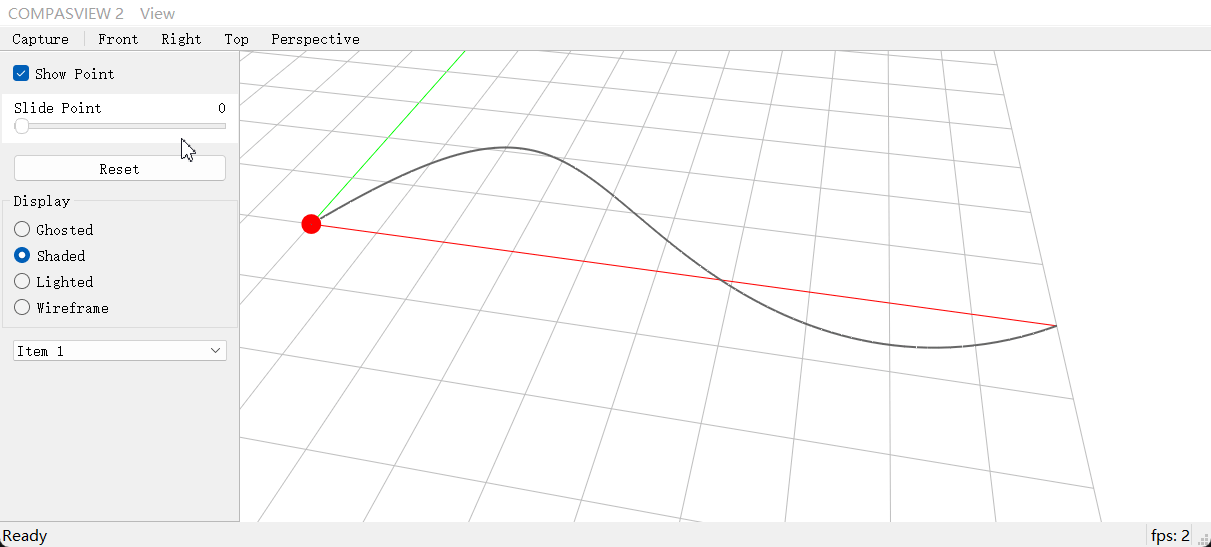 COMPASVIEW 2 View
Capture Front Right Top Perspective
Show Point
Slide Point 0
Reset
Display
Ghosted
Shaded
Lighted
Wireframe
Item 1
Ready fps: 2